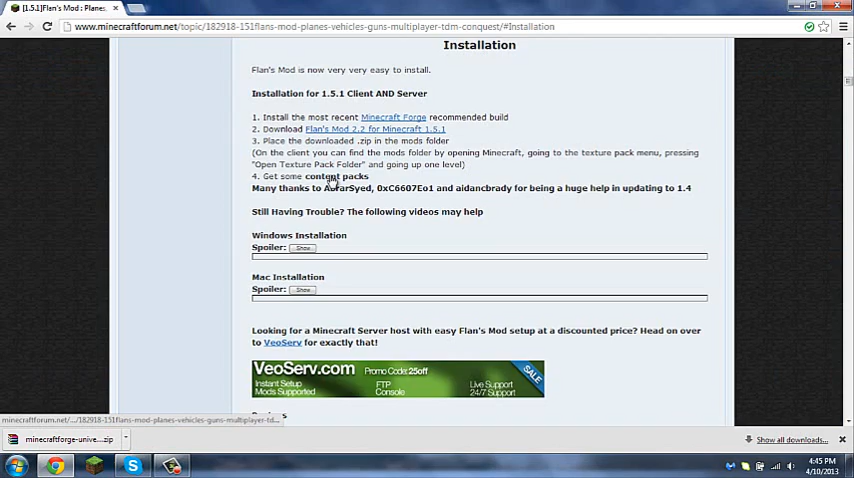 [1.5.1]Flan's Mod : Planes,
www.minecraftforum.net/topic/182918-151flans-mod-planes-vehicles-guns-multiplayer-tdm-conquest/#Installation
Installation
Flan's Mod is now very very easy to install.
Installation for 1.5.1 Client AND Server
1. Install the most recent Minecraft Forge recommended build
2. Download Flan's Mod 2.2 for Minecraft 1.5.1
3. Place the downloaded .zip in the mods folder
(On the client you can find the mods folder by opening Minecraft, going to the texture pack menu, pressing
"Open Texture Pack Folder" and going up one level)
4. Get some content packs
Many thanks to AbrarSyed, 0xC6607Eo1 and aidancbrady for being a huge help in updating to 1.4
Still Having Trouble? The following videos may help
Windows Installation
Spoiler: Show
Mac Installation
Spoiler: Show
Looking for a Minecraft Server host with easy Flan's Mod setup at a discounted price? Head on over
to VeoServ for exactly that!
VeoServ.com Promo Code: 25off SALE
Instant Setup FTP Live Support
Mods Supported Console 24/7 Support
minecraftforum.net/.../182918-151flans-mod-planes-vehicles-guns-multiplayer-td...
minecraftforge-unive....zip
Show all downloads...
4:45 PM
4/10/2013